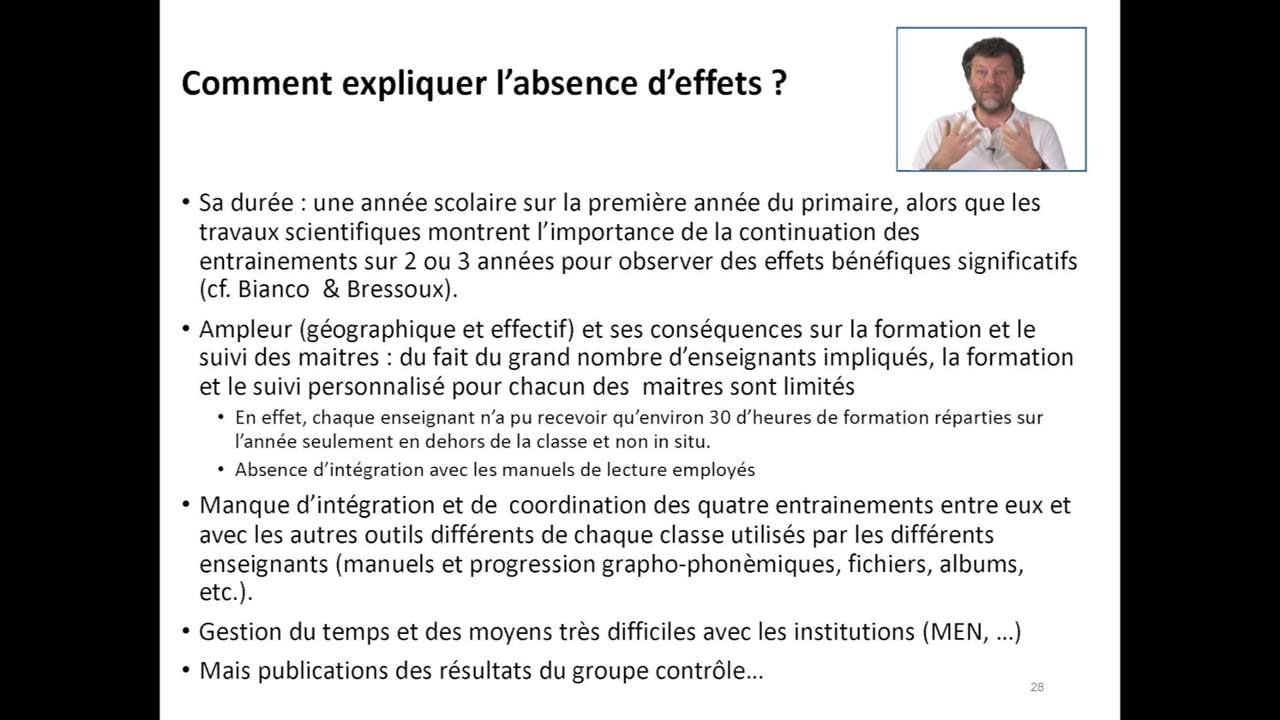 Comment expliquer l’absence d’effets ?
• Sa durée : une année scolaire sur la première année du primaire, alors que les
travaux scientifiques montrent l’importance de la continuation des
entrainements sur 2 ou 3 années pour observer des effets bénéfiques significatifs
(cf. Bianco & Bressoux).
• Ampleur (géographique et effectif) et ses conséquences sur la formation et le
suivi des maitres : du fait du grand nombre d’enseignants impliqués, la formation
et le suivi personnalisé pour chacun des maitres sont limités
• En effet, chaque enseignant n’a pu recevoir qu’environ 30 d’heures de formation réparties sur
l’année seulement en dehors de la classe et non in situ.
• Absence d’intégration avec les manuels de lecture employés
• Manque d’intégration et de coordination des quatre entrainements entre eux et
avec les autres outils différents de chaque classe utilisés par les différents
enseignants (manuels et progression grapho-phonèmiques, fichiers, albums,
etc.).
• Gestion du temps et des moyens très difficiles avec les institutions (MEN, ...)
• Mais publications des résultats du groupe contrôle...
28